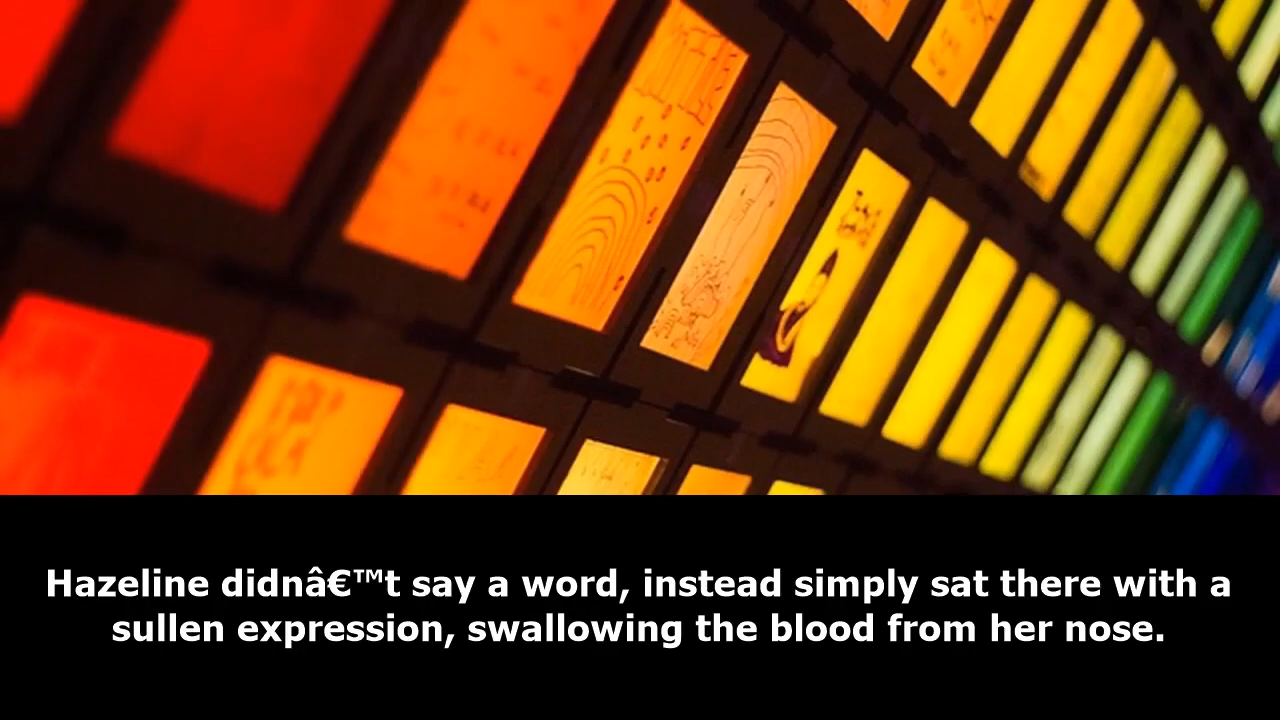 Hazeline didnâ€™t say a word, instead simply sat there with a
sullen expression, swallowing the blood from her nose.